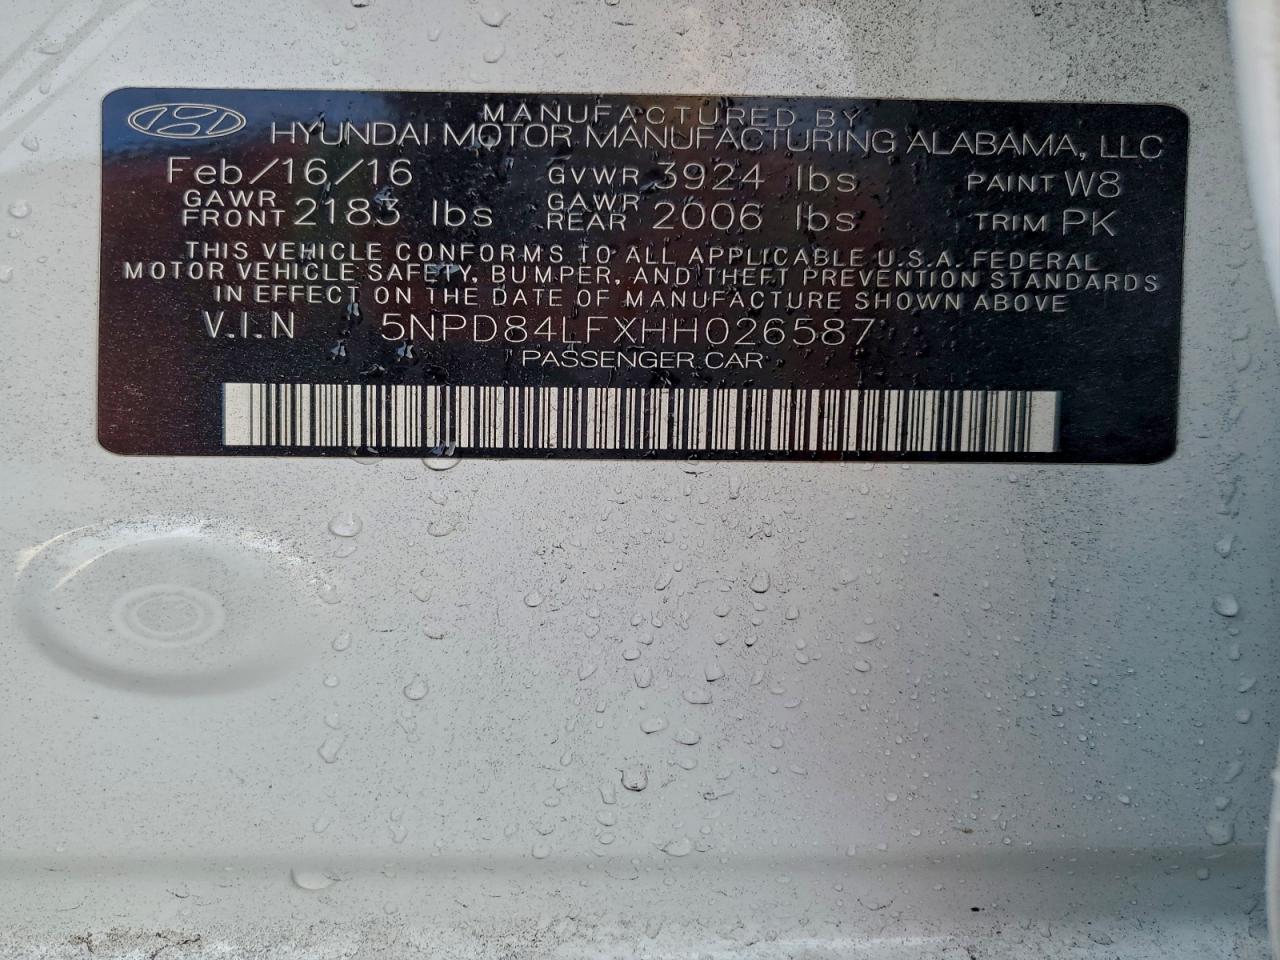 MANUFACTURED BY
HYUNDAI MOTOR MANUFACTURING ALABAMA, LLC
Feb/16/16 GVWR 3924 lbs PAINT W8
GAWR FRONT 2183 lbs GAWR REAR 2006 lbs TRIM PK
THIS VEHICLE CONFORMS TO ALL APPLICABLE U.S.A. FEDERAL
MOTOR VEHICLE SAFETY, BUMPER, AND THEFT PREVENTION STANDARDS
IN EFFECT ON THE DATE OF MANUFACTURE SHOWN ABOVE
V.I.N 5NPD84LFXHH026587
PASSENGER CAR